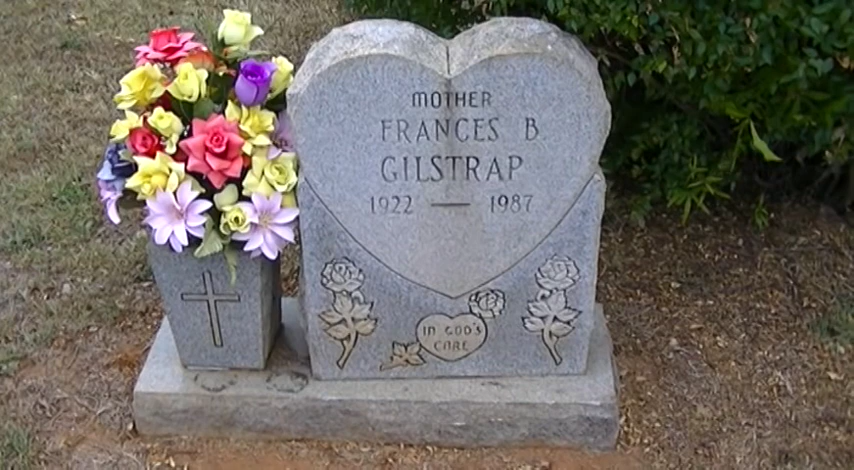 MOTHER
FRANCES B
GILSTRAP
1922 — 1987
IN GOD'S
CARE